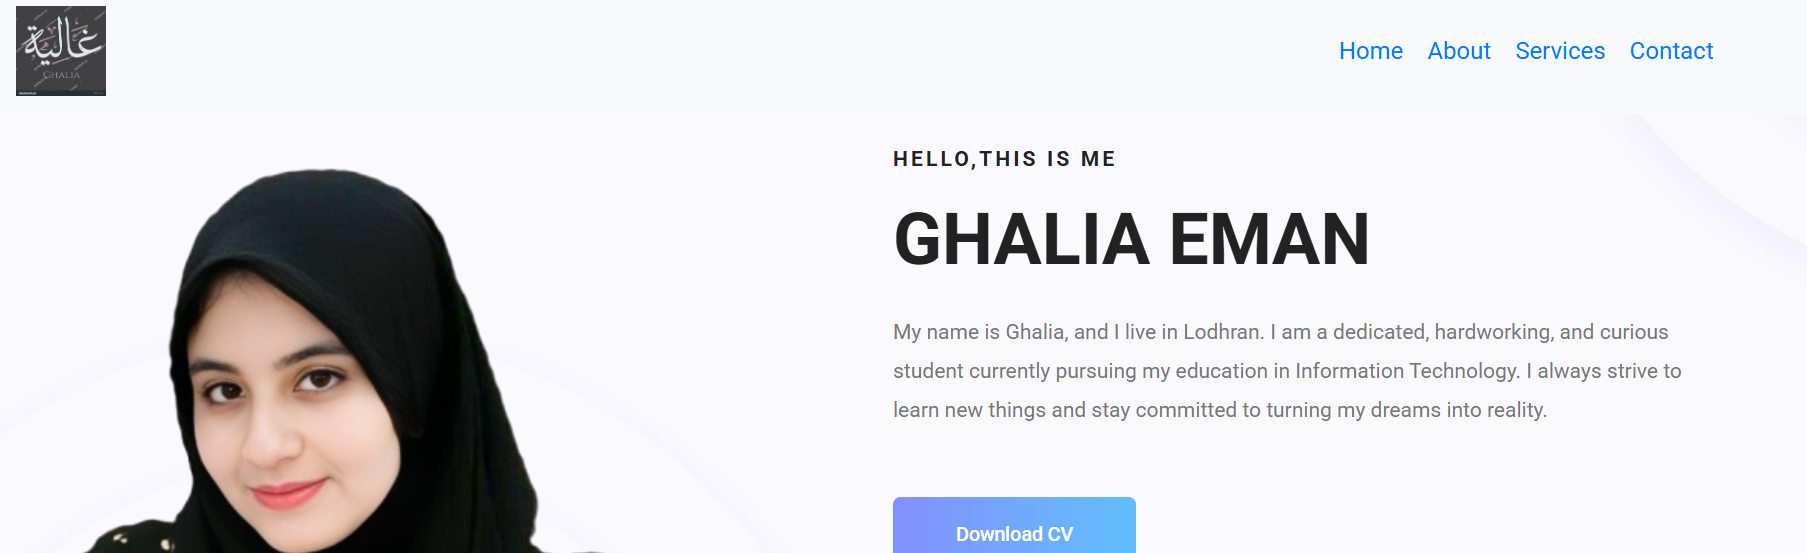 غالية
GHALIA
Home About Services Contact
HELLO,THIS IS ME
GHALIA EMAN
My name is Ghalia, and I live in Lodhran. I am a dedicated, hardworking, and curious
student currently pursuing my education in Information Technology. I always strive to
learn new things and stay committed to turning my dreams into reality.
Download CV